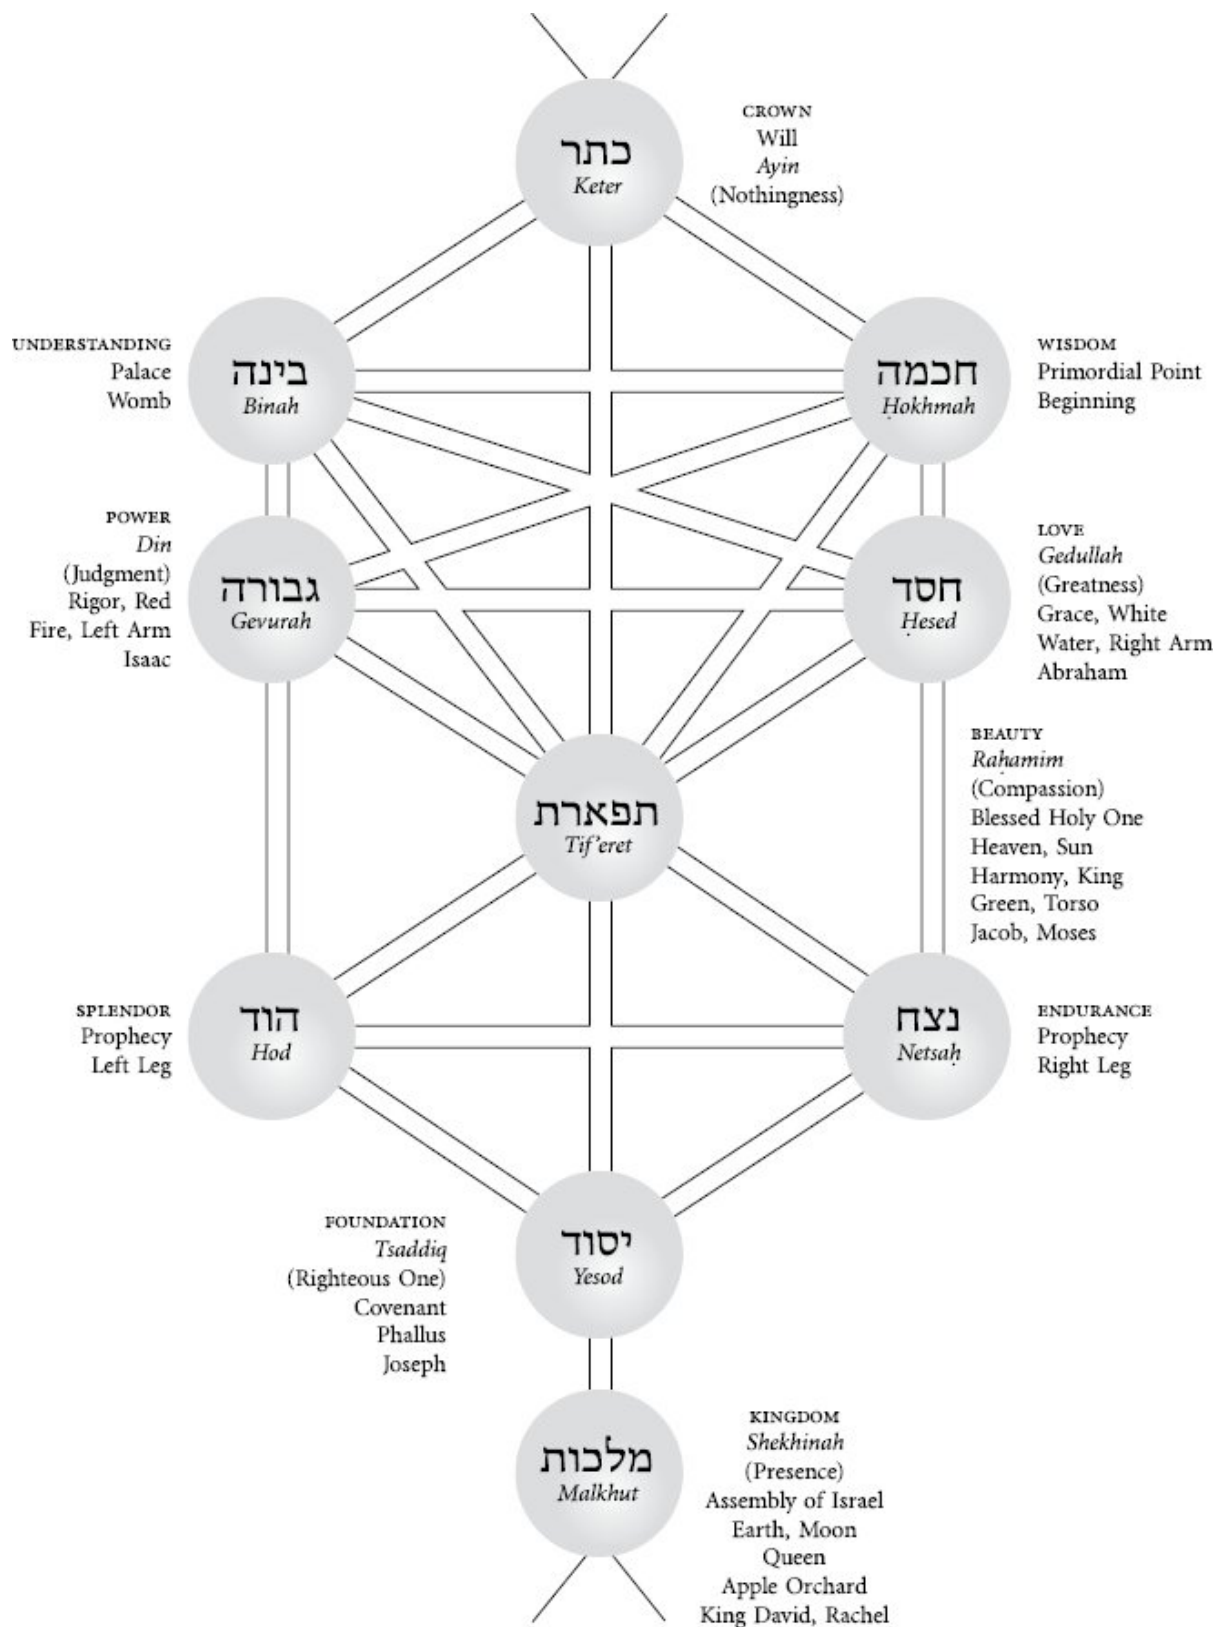 כתר
Keter
CROWN
Will
Ayin
(Nothingness)
UNDERSTANDING
Palace
Womb
בינה
Binah
חכמה
Ḥokhmah
WISDOM
Primordial Point
Beginning
POWER
Din
(Judgment)
Rigor, Red
Fire, Left Arm
Isaac
גבורה
Gevurah
חסד
Ḥesed
LOVE
Gedullah
(Greatness)
Grace, White
Water, Right Arm
Abraham
תפארת
Tif’eret
BEAUTY
Raḥamim
(Compassion)
Blessed Holy One
Heaven, Sun
Harmony, King
Green, Torso
Jacob, Moses
SPLENDOR
Prophecy
Left Leg
הוד
Hod
נצח
Netsaḥ
ENDURANCE
Prophecy
Right Leg
FOUNDATION
Tsaddiq
(Righteous One)
Covenant
Phallus
Joseph
יסוד
Yesod
מלכות
Malkhut
KINGDOM
Shekhinah
(Presence)
Assembly of Israel
Earth, Moon
Queen
Apple Orchard
King David, Rachel